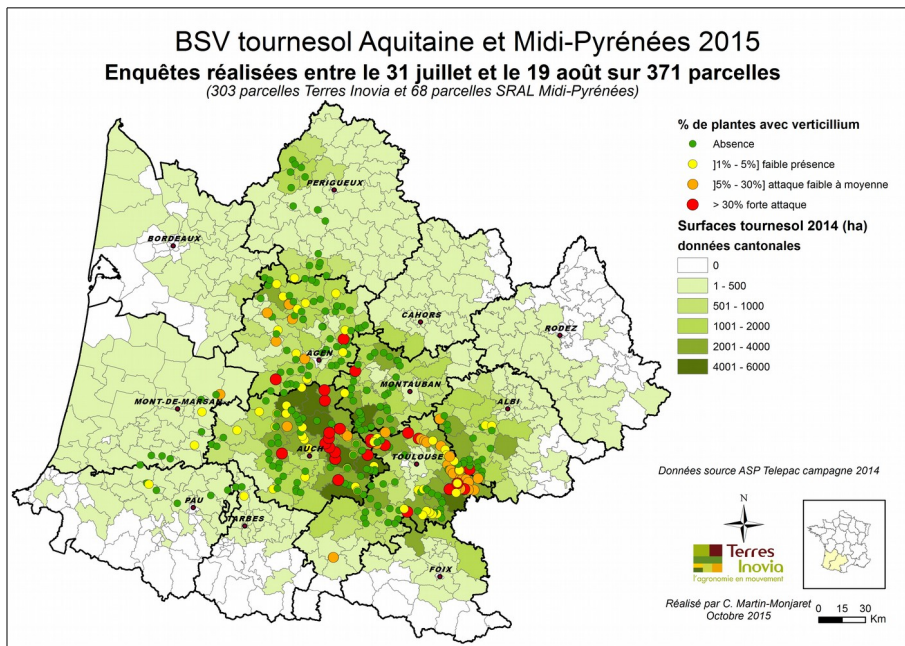 BSV tournesol Aquitaine et Midi-Pyrénées 2015
Enquêtes réalisées entre le 31 juillet et le 19 août sur 371 parcelles
(303 parcelles Terres Inovia et 68 parcelles SRAL Midi-Pyrénées)
% de plantes avec verticillium
Absence
]1% - 5%] faible présence
]5% - 30%] attaque faible à moyenne
> 30% forte attaque
Surfaces tournesol 2014 (ha)
données cantonales
0
1 - 500
501 - 1000
1001 - 2000
2001 - 4000
4001 - 6000
PERIGUEUX
BORDEAUX
CAHORS
RODEZ
AGEN
MONTAUBAN
MONT-DE-MARSAN
ALBI
AUCH
TOULOUSE
PAU
TARBES
FOIX
Données source ASP Telepac campagne 2014
N
Terres
Inovia
l'agronomie en mouvement
Réalisé par C. Martin-Monjaret
Octobre 2015
0 15 30
Km